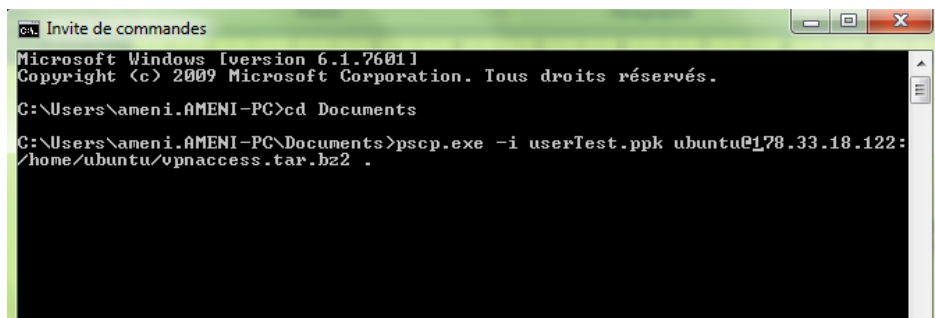 Invite de commandes
Microsoft Windows [version 6.1.7601]
Copyright (c) 2009 Microsoft Corporation. Tous droits réservés.
C:\Users\ameni.AMENI-PC>cd Documents
C:\Users\ameni.AMENI-PC\Documents>pscp.exe -i userTest.ppk ubuntu@178.33.18.122:
/home/ubuntu/vpnaccess.tar.bz2 .